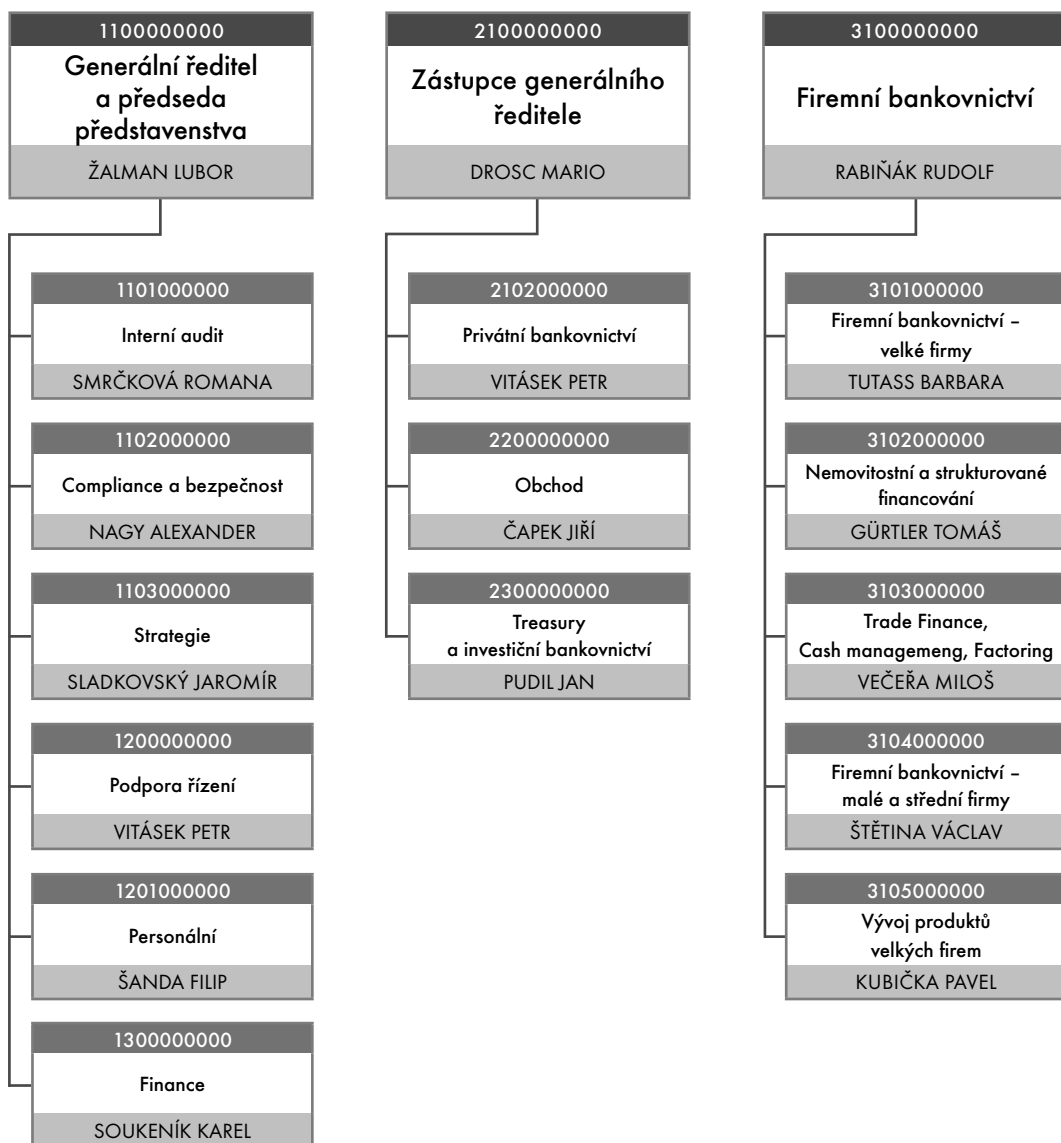 1100000000
Generální ředitel
a předseda
představenstva
ŽALMAN LUBOR
1101000000
Interní audit
SMRČKOVÁ ROMANA
1102000000
Compliance a bezpečnost
NAGY ALEXANDER
1103000000
Strategie
SLADKOVSKÝ JAROMÍR
1200000000
Podpora řízení
VITÁSEK PETR
1201000000
Personální
ŠANDA FILIP
1300000000
Finance
SOUKENÍK KAREL
2100000000
Zástupce generálního
ředitele
DROSC MARIO
2102000000
Privátní bankovnictví
VITÁSEK PETR
2200000000
Obchod
ČAPEK JIŘÍ
2300000000
Treasury
a investiční bankovnictví
PUDIL JAN
3100000000
Firemní bankovnictví
RABIŇÁK RUDOLF
3101000000
Firemní bankovnictví –
velké firmy
TUTASS BARBARA
3102000000
Nemovitostní a strukturované
financování
GÜRTLER TOMÁŠ
3103000000
Trade Finance,
Cash managemeng, Factoring
VEČEŘA MILOŠ
3104000000
Firemní bankovnictví –
malé a střední firmy
ŠTĚTINA VÁCLAV
3105000000
Vývoj produktů
velkých firem
KUBIČKA PAVEL